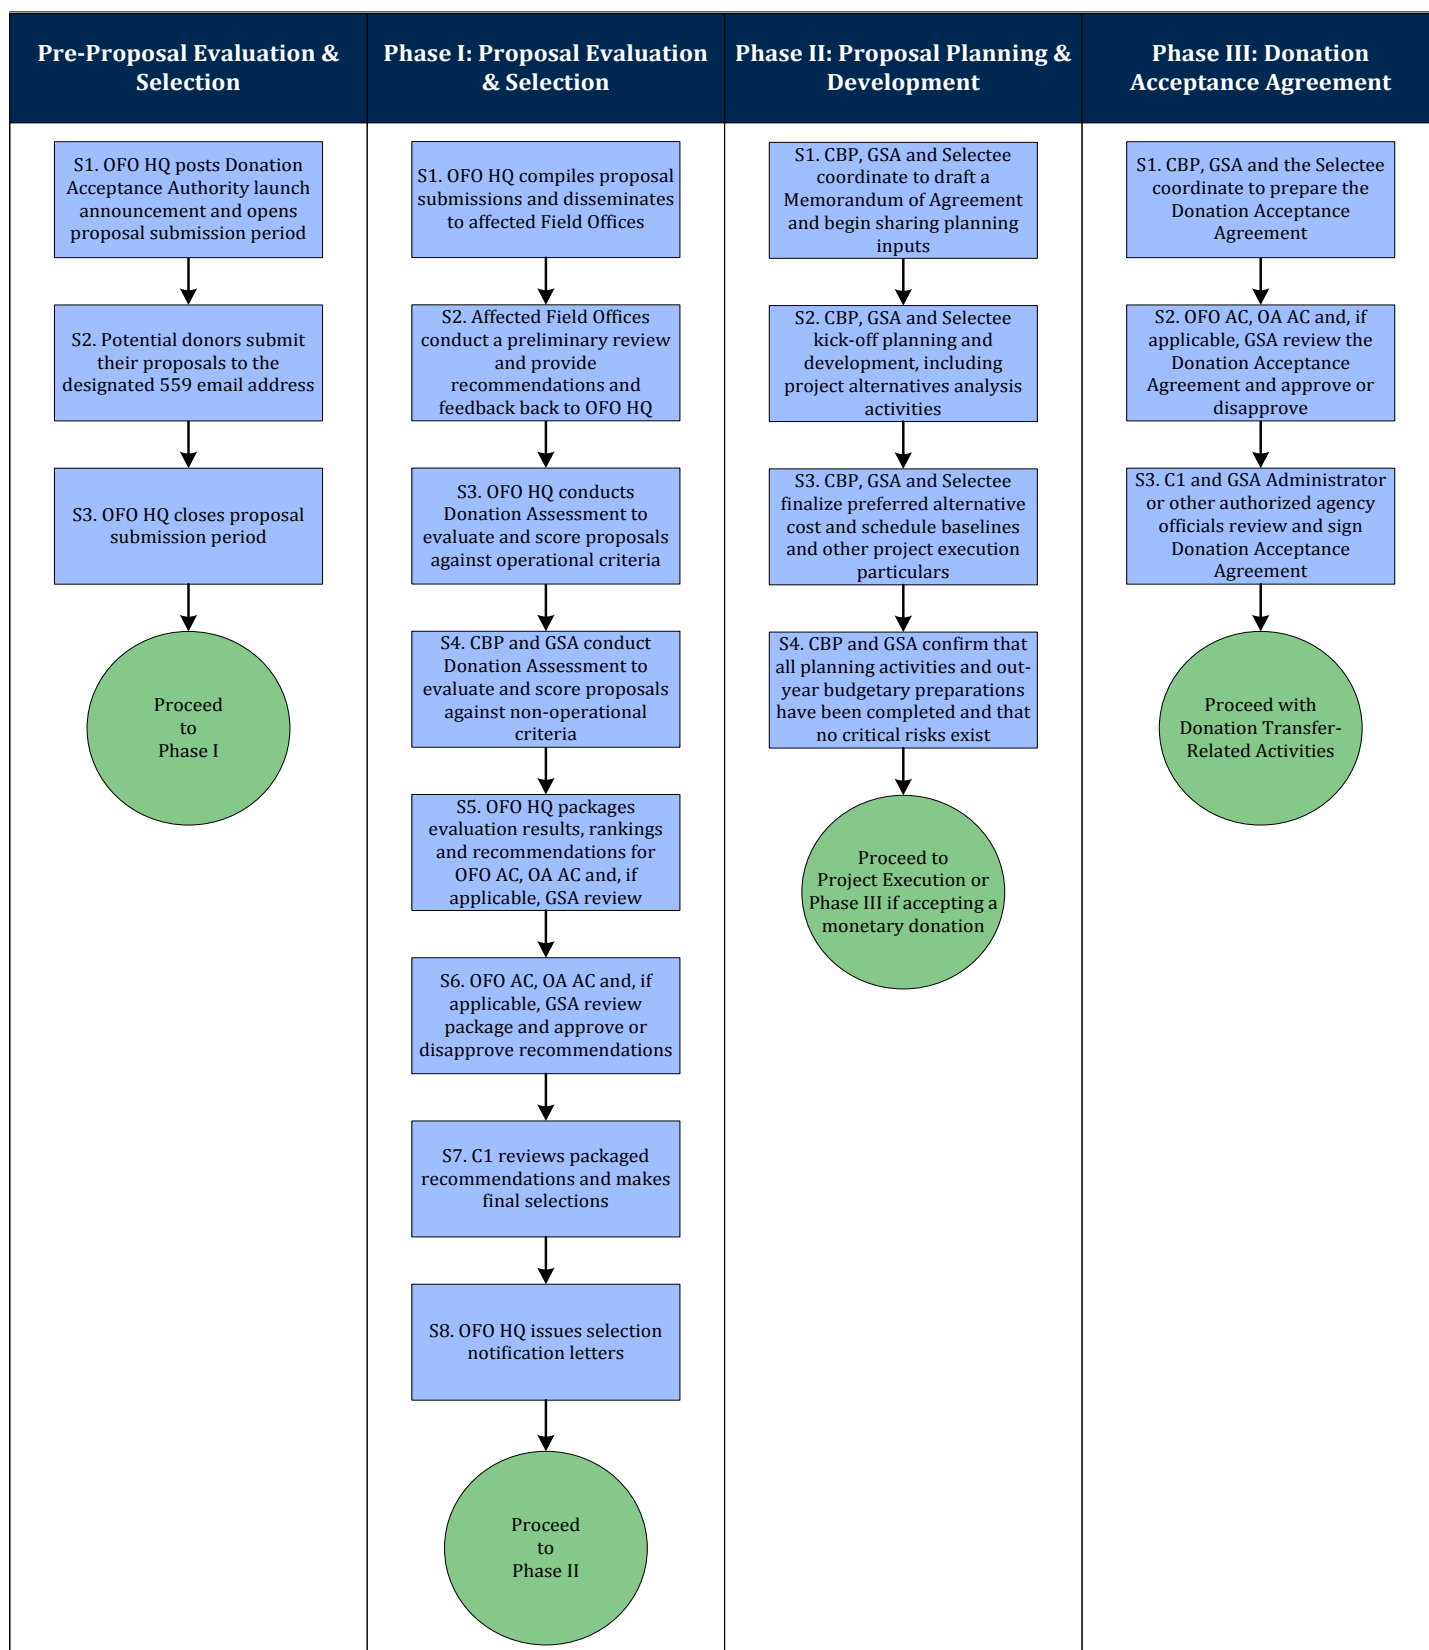 Pre-Proposal Evaluation &
Selection
S1. OFO HQ posts Donation
Acceptance Authority launch
announcement and opens
proposal submission period
S2. Potential donors submit
their proposals to the
designated 559 email address
S3. OFO HQ closes proposal
submission period
Proceed
to
Phase I
Phase I: Proposal Evaluation
& Selection
S1. OFO HQ compiles proposal
submissions and disseminates
to affected Field Offices
S2. Affected Field Offices
conduct a preliminary review
and provide
recommendations and
feedback back to OFO HQ
S3. OFO HQ conducts
Donation Assessment to
evaluate and score proposals
against operational criteria
S4. CBP and GSA conduct
Donation Assessment to
evaluate and score proposals
against non-operational
criteria
S5. OFO HQ packages
evaluation results, rankings
and recommendations for
OFO AC, OA AC and, if
applicable, GSA review
S6. OFO AC, OA AC and, if
applicable, GSA review
package and approve or
disapprove recommendations
S7. C1 reviews packaged
recommendations and makes
final selections
S8. OFO HQ issues selection
notification letters
Proceed
to
Phase II
Phase II: Proposal Planning &
Development
S1. CBP, GSA and Selectee
coordinate to draft a
Memorandum of Agreement
and begin sharing planning
inputs
S2. CBP, GSA and Selectee
kick-off planning and
development, including
project alternatives analysis
activities
S3. CBP, GSA and Selectee
finalize preferred alternative
cost and schedule baselines
and other project execution
particulars
S4. CBP and GSA confirm that
all planning activities and out-
year budgetary preparations
have been completed and that
no critical risks exist
Proceed to
Project Execution or
Phase III if accepting a
monetary donation
Phase III: Donation
Acceptance Agreement
S1. CBP, GSA and the Selectee
coordinate to prepare the
Donation Acceptance
Agreement
S2. OFO AC, OA AC and, if
applicable, GSA review the
Donation Acceptance
Agreement and approve or
disapprove
S3. C1 and GSA Administrator
or other authorized agency
officials review and sign
Donation Acceptance
Agreement
Proceed with
Donation Transfer-
Related Activities